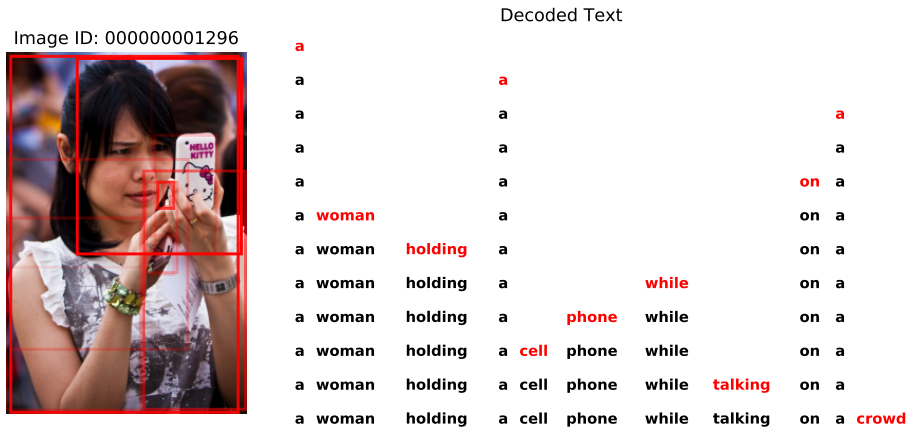 Decoded Text
Image ID: 000000001296
HELLO
KITTY
a
a a
a a a
a a a
a a on a
a woman a on a
a woman holding a on a
a woman holding a while on a
a woman holding a phone while on a
a woman holding a cell phone while on a
a woman holding a cell phone while talking on a
a woman holding a cell phone while talking on a crowd